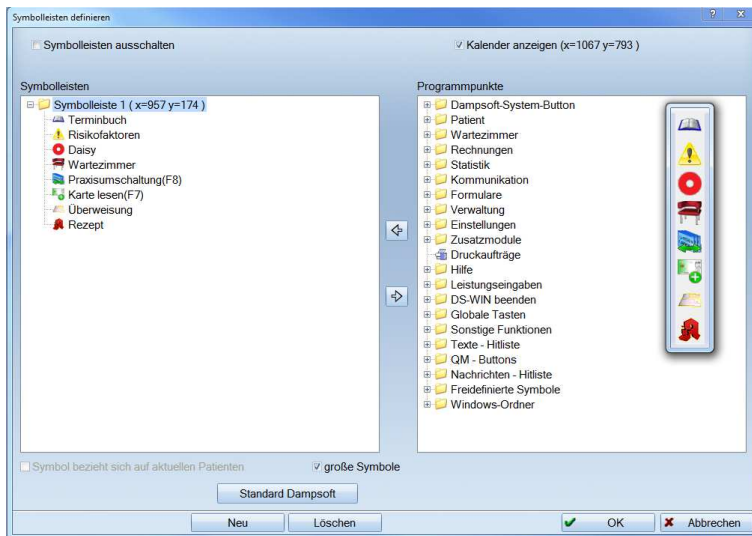 Symbolleisten definieren
Symbolleisten ausschalten
Kalender anzeigen (x=1067 y=793 )
Symbolleisten
Symbolleiste 1 ( x=957 y=174 )
Terminbuch
Risikofaktoren
Daisy
Wartezimmer
Praxisumschaltung(F8)
Karte lesen(F7)
Überweisung
Rezept
Programmpunkte
Dampsoft-System-Button
Patient
Wartezimmer
Rechnungen
Statistik
Kommunikation
Formulare
Verwaltung
Einstellungen
Zusatzmodule
Druckaufträge
Hilfe
Leistungseingaben
DS-WIN beenden
Globale Tasten
Sonstige Funktionen
Texte - Hitliste
QM - Buttons
Nachrichten - Hitliste
Freidefinierte Symbole
Windows-Ordner
Symbol bezieht sich auf aktuellen Patienten
große Symbole
Standard Dampsoft
Neu
Löschen
OK
Abbrechen